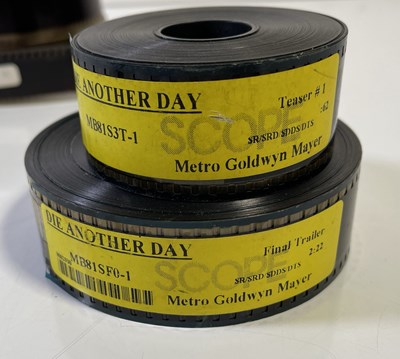 DIE ANOTHER DAY
Teaser #1
MB81S3T-1
:62
SCOPE
SR/SRD SDDS/DTS
Metro Goldwyn Mayer
DIE ANOTHER DAY
Final Trailer
MB81SF0-1
2:22
SCOPE
SR/SRD SDDS/DTS
Metro Goldwyn Mayer